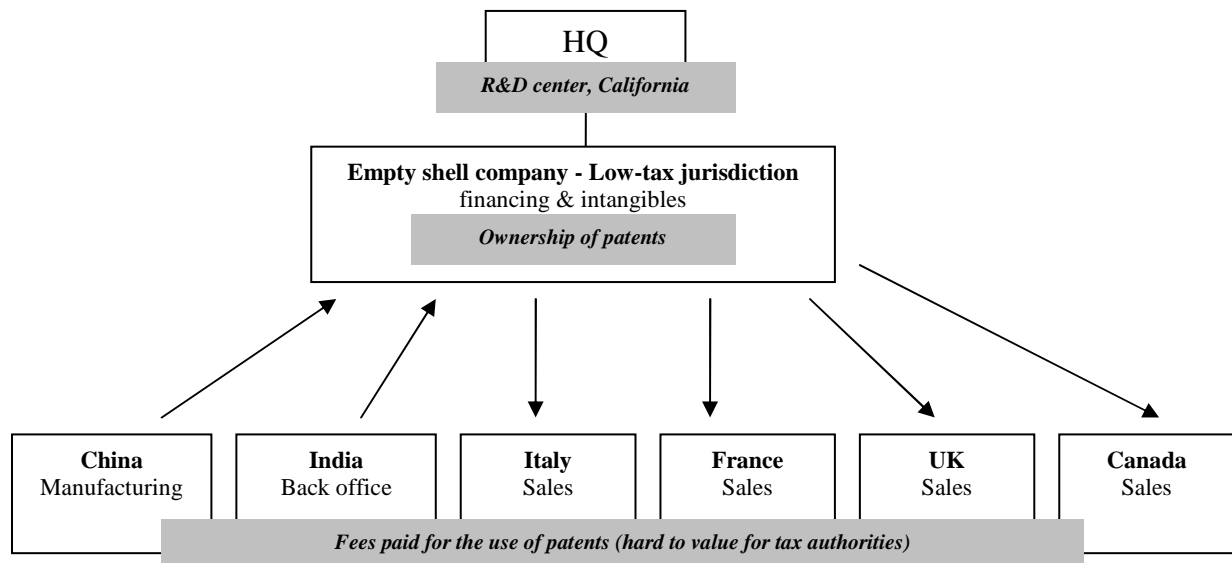 HQ
R&D center, California
Empty shell company - Low-tax jurisdiction
financing & intangibles
Ownership of patents
China
Manufacturing
India
Back office
Italy
Sales
France
Sales
UK
Sales
Canada
Sales
Fees paid for the use of patents (hard to value for tax authorities)